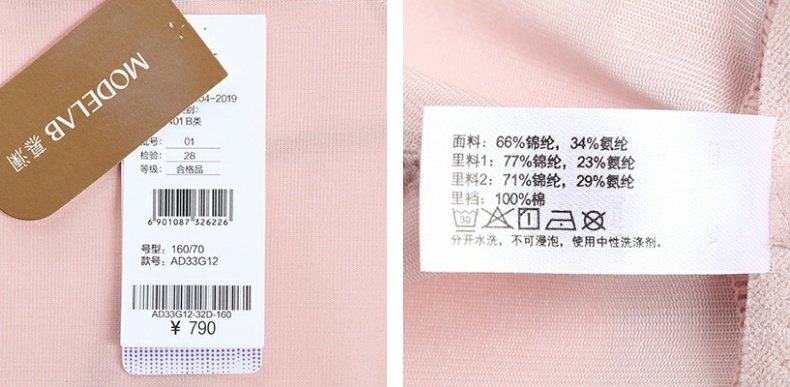 MODELAB 慕澜
04-2019
类别:
401 B类
批号: 01
检验: 28
等级: 合格品
6 901087 326226
号型: 160/70
款号: AD33G12
AD33G12-32D-160
¥ 790
面料: 66%锦纶, 34%氨纶
里料1: 77%锦纶, 23%氨纶
里料2: 71%锦纶, 29%氨纶
里裆: 100%棉
30
分开水洗, 不可浸泡, 使用中性洗涤剂。